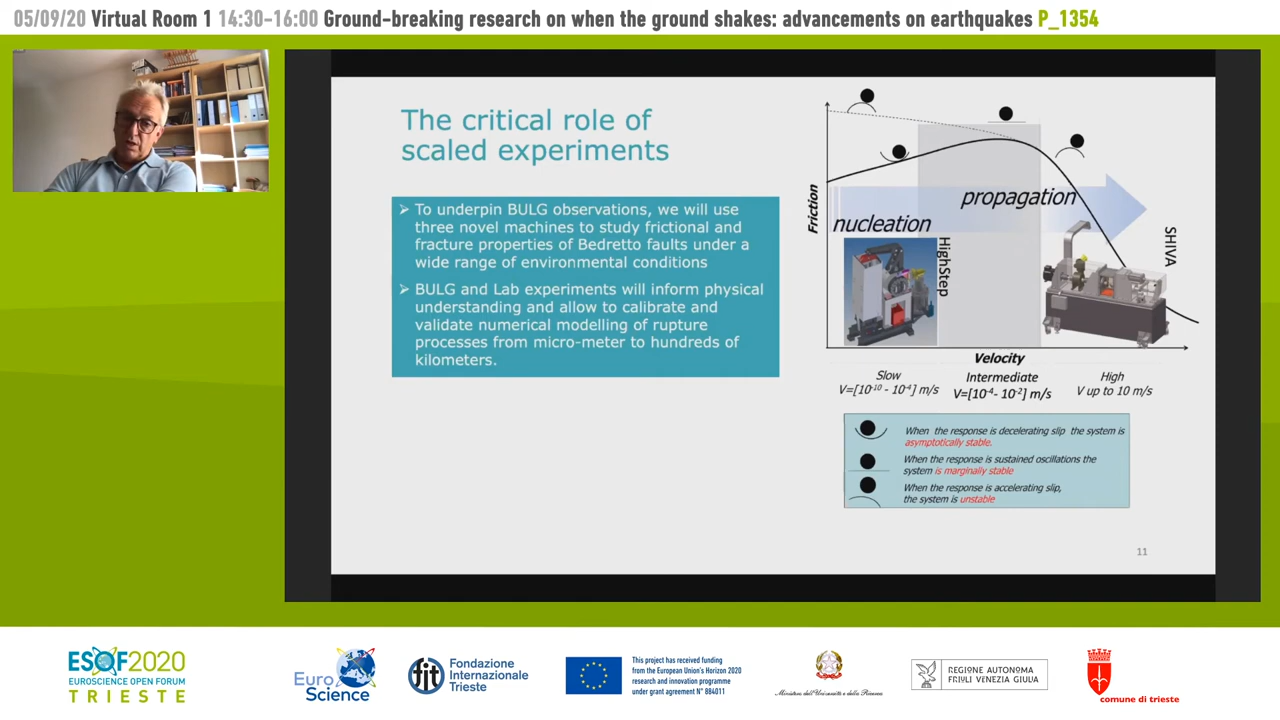 05/09/20 Virtual Room 1 14:30-16:00 Ground-breaking research on when the ground shakes: advancements on earthquakes P_1354
The critical role of
scaled experiments
➢ To underpin BULG observations, we will use
three novel machines to study frictional and
fracture properties of Bedretto faults under a
wide range of environmental conditions
➢ BULG and Lab experiments will inform physical
understanding and allow to calibrate and
validate numerical modelling of rupture
processes from micro-meter to hundreds of
kilometers.
Friction
nucleation
propagation
HighStep
SHIVA
Velocity
Slow
V=[10⁻¹⁰ - 10⁻⁴] m/s
Intermediate
V=[10⁻⁴- 10⁻²] m/s
High
V up to 10 m/s
When the response is decelerating slip the system is
asymptotically stable.
When the response is sustained oscillations the
system is marginally stable
When the response is accelerating slip,
the system is unstable
11
ESOF2020
EUROSCIENCE OPEN FORUM
TRIESTE
Euro
Science
fit
Fondazione
Internazionale
Trieste
This project has received funding
from the European Union's Horizon 2020
research and innovation programme
under grant agreement N° 884011
Ministero dell'Università e della Ricerca
REGIONE AUTONOMA
FRIULI VENEZIA GIULIA
comune di trieste